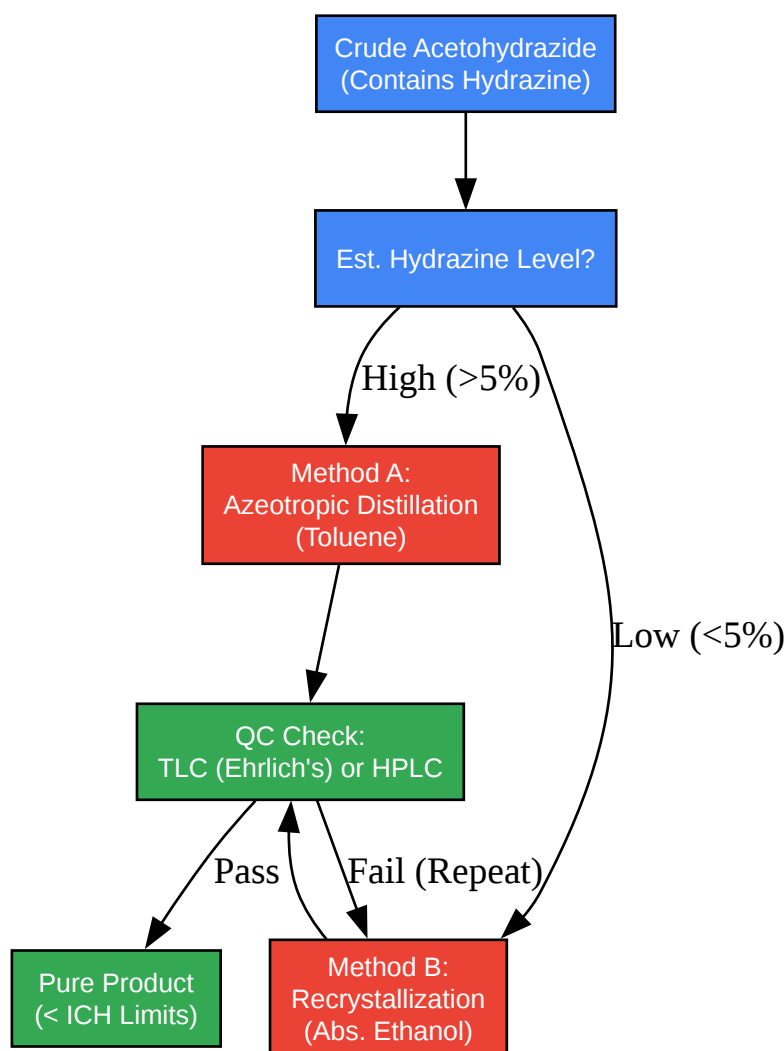 Crude Acetohydrazide
(Contains Hydrazine)
Est. Hydrazine Level?
High (>5%)
Method A:
Azeotropic Distillation
(Toluene)
Low (<5%)
QC Check:
TLC (Ehrlich's) or HPLC
Pass
Fail (Repeat)
Pure Product
(< ICH Limits)
Method B:
Recrystallization
(Abs. Ethanol)